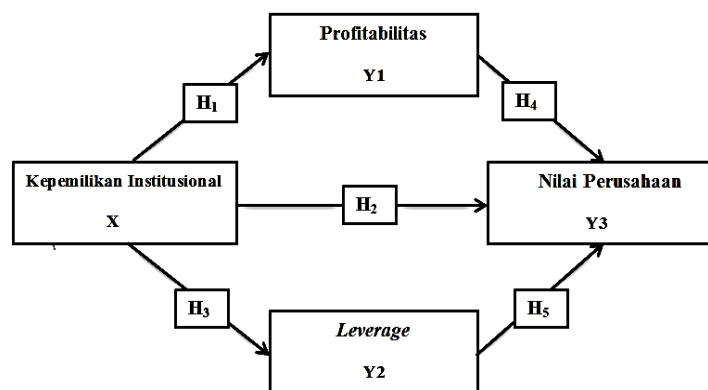 Profitabilitas
Y1
H₁
H₄
Kepemilikan Institusional
X
H₂
Nilai Perusahaan
Y3
H₃
H₅
Leverage
Y2